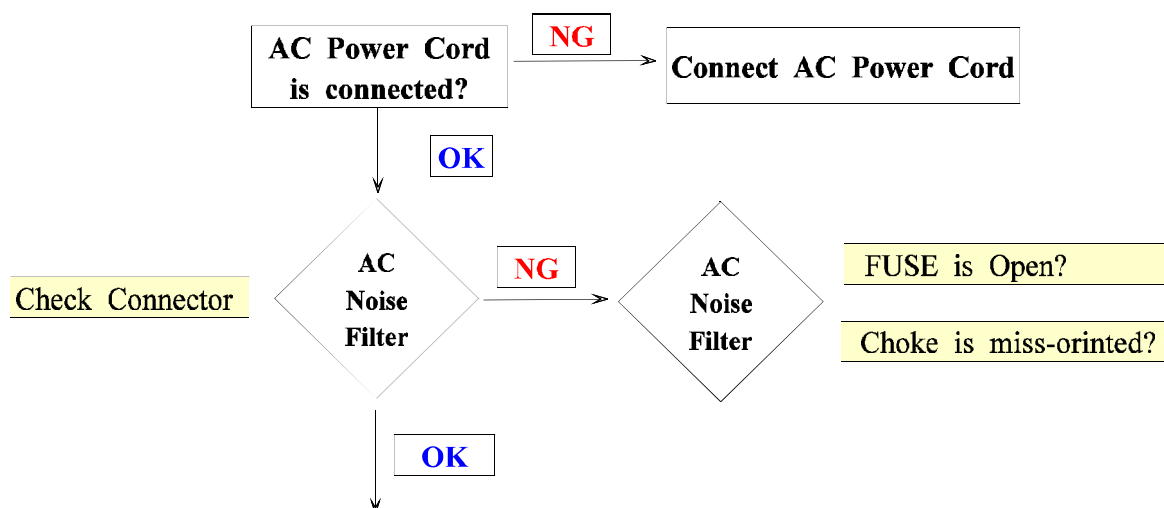 AC Power Cord
is connected?
NG
Connect AC Power Cord
OK
Check Connector
AC
Noise
Filter
NG
AC
Noise
Filter
FUSE is Open?
Choke is miss-orinted?
OK